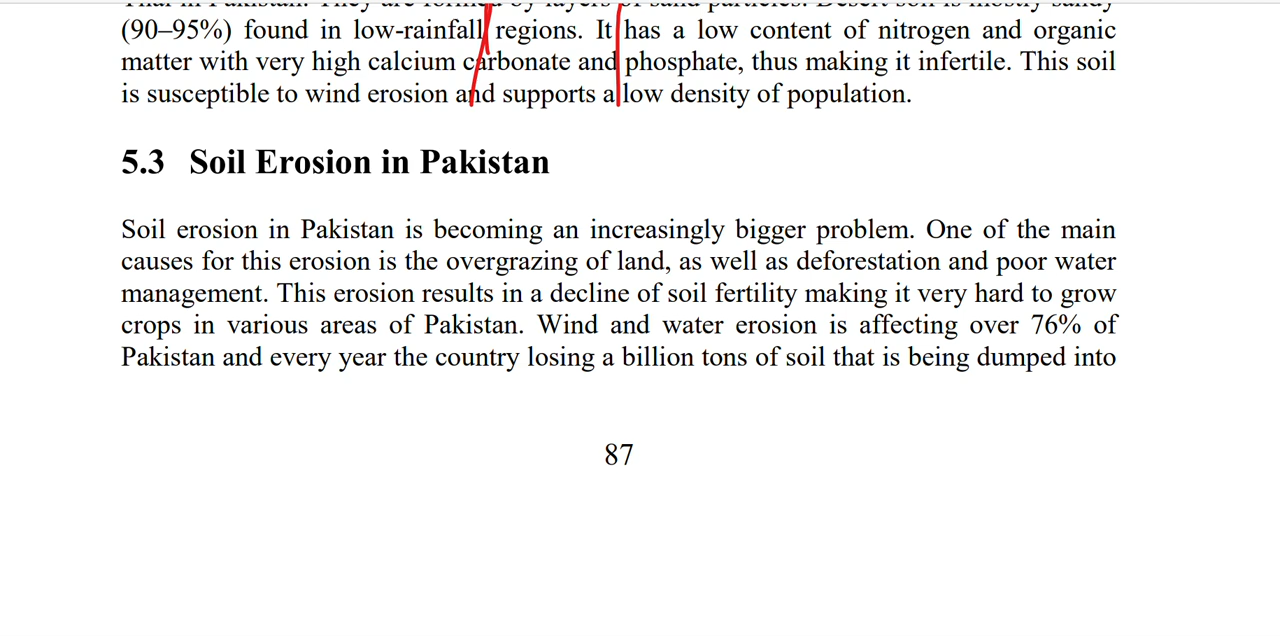 (90–95%) found in low-rainfall regions. It has a low content of nitrogen and organic
matter with very high calcium carbonate and phosphate, thus making it infertile. This soil
is susceptible to wind erosion and supports a low density of population.
5.3 Soil Erosion in Pakistan
Soil erosion in Pakistan is becoming an increasingly bigger problem. One of the main
causes for this erosion is the overgrazing of land, as well as deforestation and poor water
management. This erosion results in a decline of soil fertility making it very hard to grow
crops in various areas of Pakistan. Wind and water erosion is affecting over 76% of
Pakistan and every year the country losing a billion tons of soil that is being dumped into
87